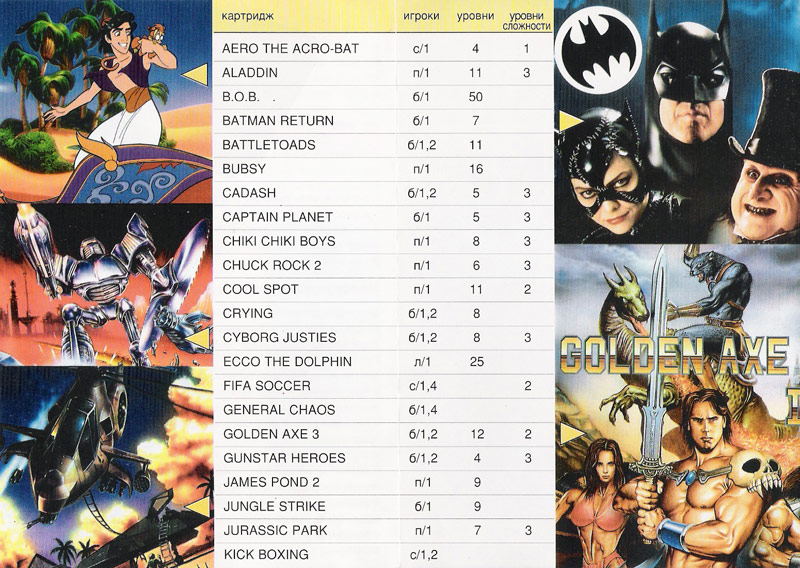 картридж игроки уровни уровни сложности
AERO THE ACRO-BAT с/1 4 1
ALADDIN п/1 11 3
B.O.B. б/1 50
BATMAN RETURN б/1 7
BATTLETOADS б/1,2 11
BUBSY п/1 16
CADASH б/1,2 5 3
CAPTAIN PLANET б/1 5 3
CHIKI CHIKI BOYS п/1 8 3
CHUCK ROCK 2 п/1 6 3
COOL SPOT п/1 11 2
CRYING б/1,2 8
CYBORG JUSTIES б/1,2 8 3
ECCO THE DOLPHIN л/1 25
FIFA SOCCER с/1,4 2
GENERAL CHAOS б/1,4
GOLDEN AXE 3 б/1,2 12 2
GUNSTAR HEROES б/1,2 4 3
JAMES POND 2 п/1 9
JUNGLE STRIKE б/1 9
JURASSIC PARK п/1 7 3
KICK BOXING с/1,2
GOLDEN AXE